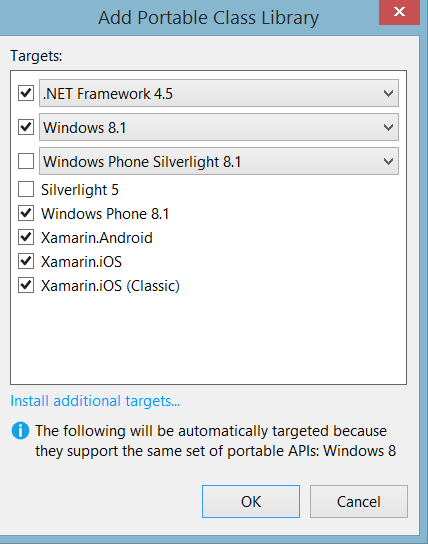 Add Portable Class Library
Targets:
.NET Framework 4.5
Windows 8.1
Windows Phone Silverlight 8.1
Silverlight 5
Windows Phone 8.1
Xamarin.Android
Xamarin.iOS
Xamarin.iOS (Classic)
Install additional targets...
The following will be automatically targeted because
they support the same set of portable APIs: Windows 8
OK Cancel